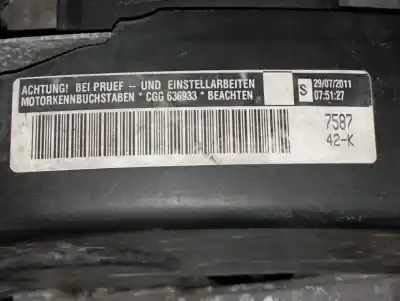 ACHTUNG! BEI PRUEF -- UND EINSTELLARBEITEN
MOTORKENNBUCHSTABEN * CGG 636933 * BEACHTEN
S
29/07/2011
07:51:27
7587
42-K